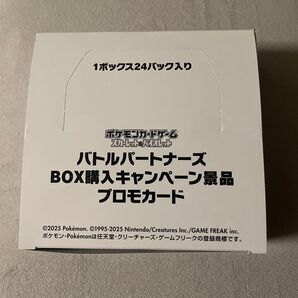 1ボックス24パック入り
ポケモンカードゲーム
スカーレット&バイオレット
バトルパートナーズ
BOX購入キャンペーン景品
プロモカード
©2025 Pokémon. ©1995-2025 Nintendo/Creatures Inc./GAME FREAK inc.
ポケモン・Pokémonは任天堂・クリーチャーズ・ゲームフリークの登録商標です。